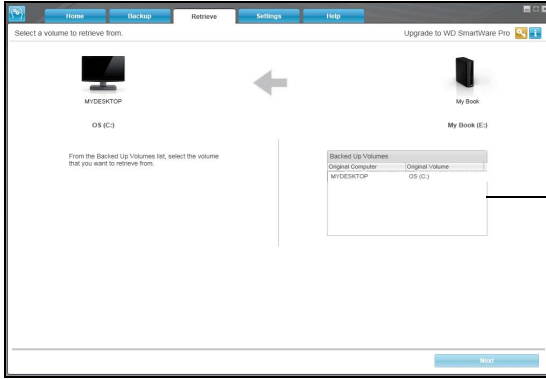 Home Backup Retrieve Settings Help
Select a volume to retrieve from. Upgrade to WD SmartWare Pro
MYDESKTOP My Book
OS (C:) My Book (E:)
From the Backed Up Volumes list, select the volume
that you want to retrieve from.
Backed Up Volumes
Original Computer Original Volume
MYDESKTOP OS (C:)
Next